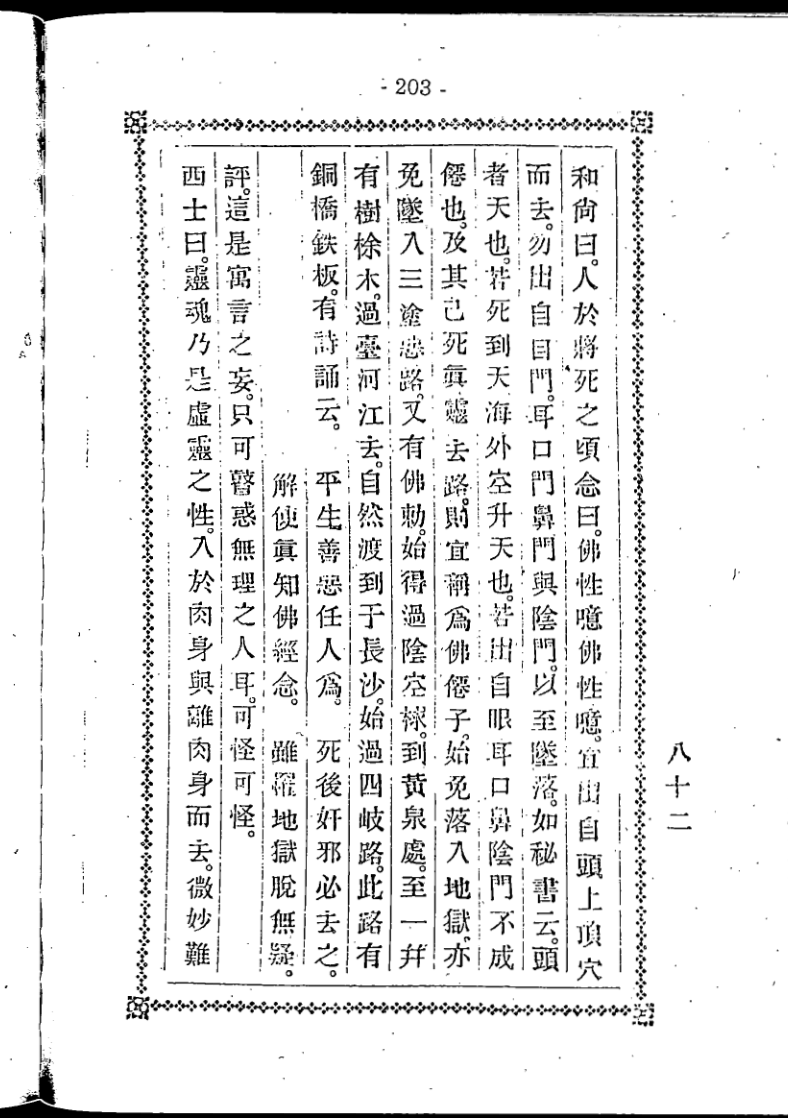 - 203 -
八十二
和尙曰。人於將死之頃念曰。佛性噫佛性噫。宜出自頭上頂穴
而去。勿出自目門。耳口門鼻門與陰門。以至墜落。如秘書云。頭
者天也。若死到天海外空升天也。若出自眼耳口鼻陰門不成
僊也。及其已死眞靈去路。則宜稱爲佛僊子。始免落入地獄。亦
免墜入三塗惡路。又有佛勅。始得過陰空棶。到黃泉處。至一井
有樹梌木。過臺河江去。自然渡到于長沙。始過四岐路。此路有
銅橋鉄板。有詩誦云。 平生善惡任人爲。 死後奸邪必去之。
解使眞知佛經念。 雖羅地獄脫無疑。
評。這是寓言之妄。只可瞽惑無理之人耳。可怪可怪。
西士曰。靈魂乃是虛靈之性。入於肉身與離肉身而去。微妙難